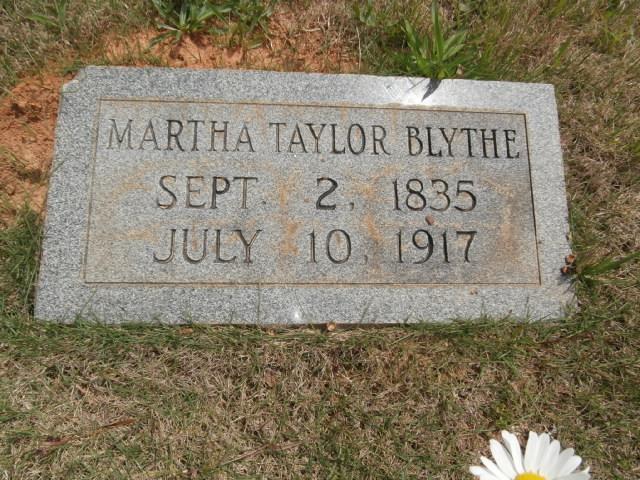 MARTHA TAYLOR BLYTHE
SEPT. 2, 1835
JULY 10, 1917